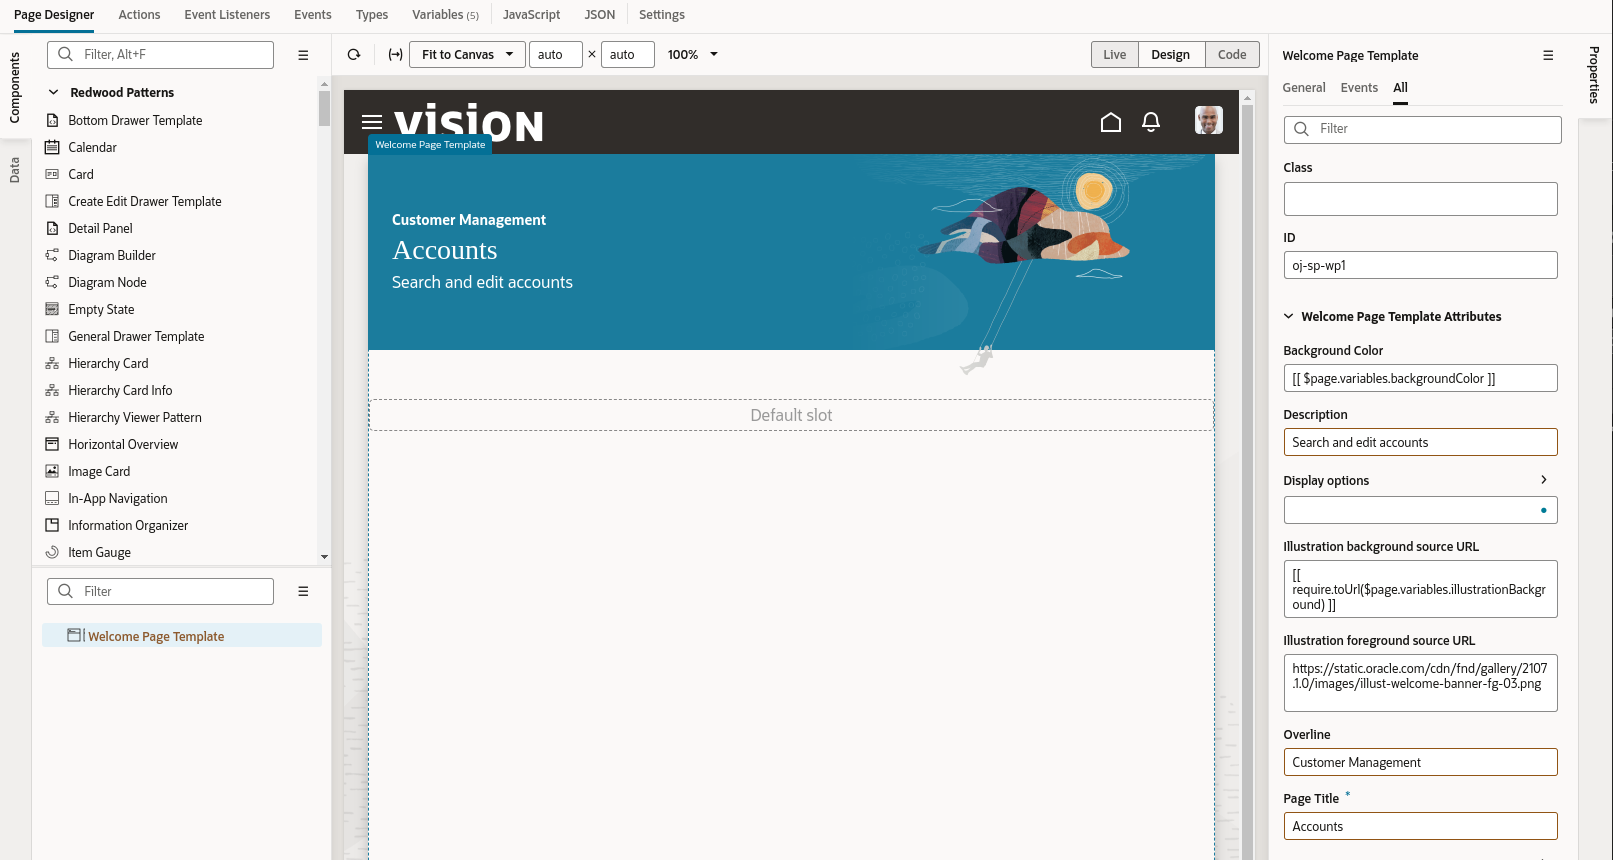 Page Designer
Actions
Event Listeners
Events
Types
Variables (5)
JavaScript
JSON
Settings
Components
Data
Filter, Alt+F
Redwood Patterns
Bottom Drawer Template
Calendar
Card
Create Edit Drawer Template
Detail Panel
Diagram Builder
Diagram Node
Empty State
General Drawer Template
Hierarchy Card
Hierarchy Card Info
Hierarchy Viewer Pattern
Horizontal Overview
Image Card
In-App Navigation
Information Organizer
Item Gauge
Filter
Welcome Page Template
Fit to Canvas
auto
×
auto
100%
Live
Design
Code
vision
Welcome Page Template
Customer Management
Accounts
Search and edit accounts
Default slot
Welcome Page Template
General
Events
All
Filter
Class
ID
oj-sp-wp1
Welcome Page Template Attributes
Background Color
[[ $page.variables.backgroundColor ]]
Description
Search and edit accounts
Display options
Illustration background source URL
[[
require.toUrl($page.variables.illustrationBackgr
ound) ]]
Illustration foreground source URL
https://static.oracle.com/cdn/fnd/gallery/2107
.1.0/images/illust-welcome-banner-fg-03.png
Overline
Customer Management
Page Title *
Accounts
Properties